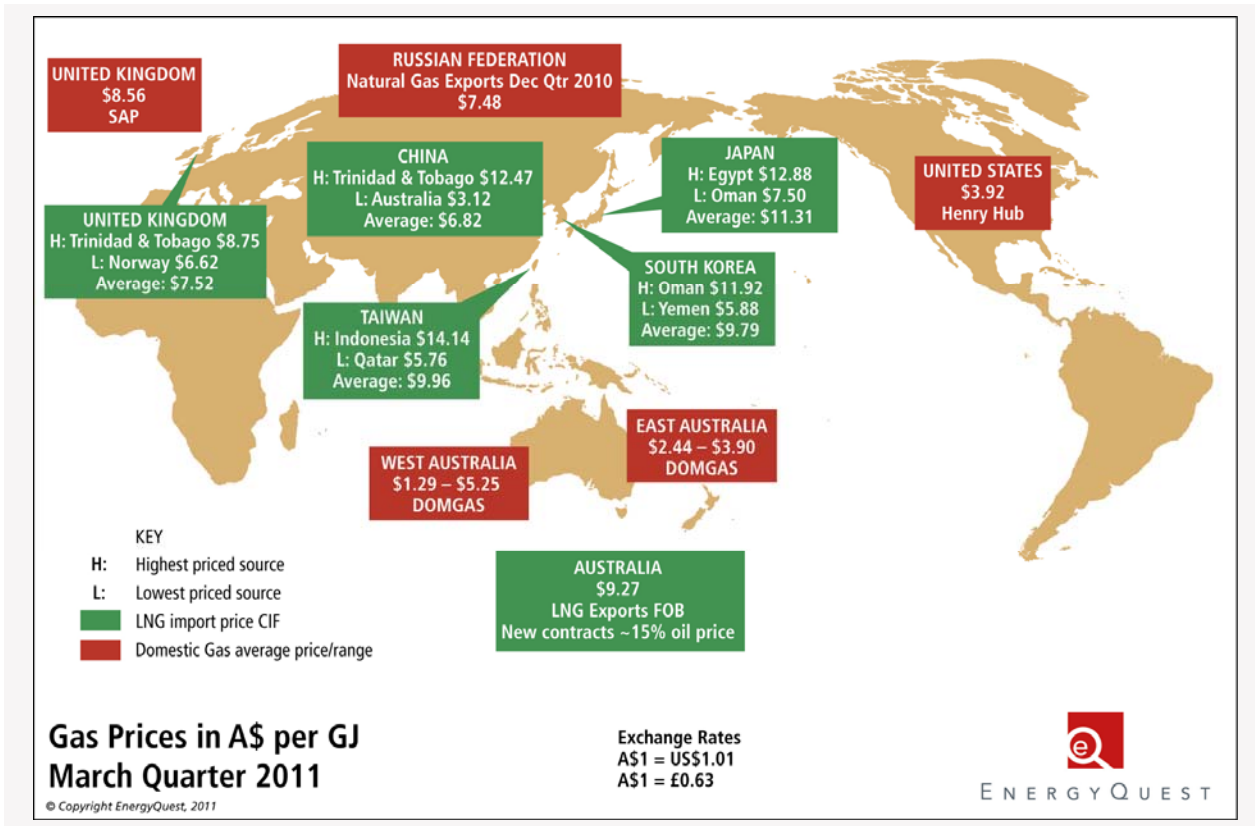 UNITED KINGDOM
$8.56
SAP
RUSSIAN FEDERATION
Natural Gas Exports Dec Qtr 2010
$7.48
CHINA
H: Trinidad & Tobago $12.47
L: Australia $3.12
Average: $6.82
JAPAN
H: Egypt $12.88
L: Oman $7.50
Average: $11.31
UNITED STATES
$3.92
Henry Hub
UNITED KINGDOM
H: Trinidad & Tobago $8.75
L: Norway $6.62
Average: $7.52
SOUTH KOREA
H: Oman $11.92
L: Yemen $5.88
Average: $9.79
TAIWAN
H: Indonesia $14.14
L: Qatar $5.76
Average: $9.96
EAST AUSTRALIA
$2.44 – $3.90
DOMGAS
WEST AUSTRALIA
$1.29 – $5.25
DOMGAS
AUSTRALIA
$9.27
LNG Exports FOB
New contracts ~15% oil price
KEY
H: Highest priced source
L: Lowest priced source
LNG import price CIF
Domestic Gas average price/range
Gas Prices in A$ per GJ
March Quarter 2011
© Copyright EnergyQuest, 2011
Exchange Rates
A$1 = US$1.01
A$1 = £0.63
e
ENERGYQUEST